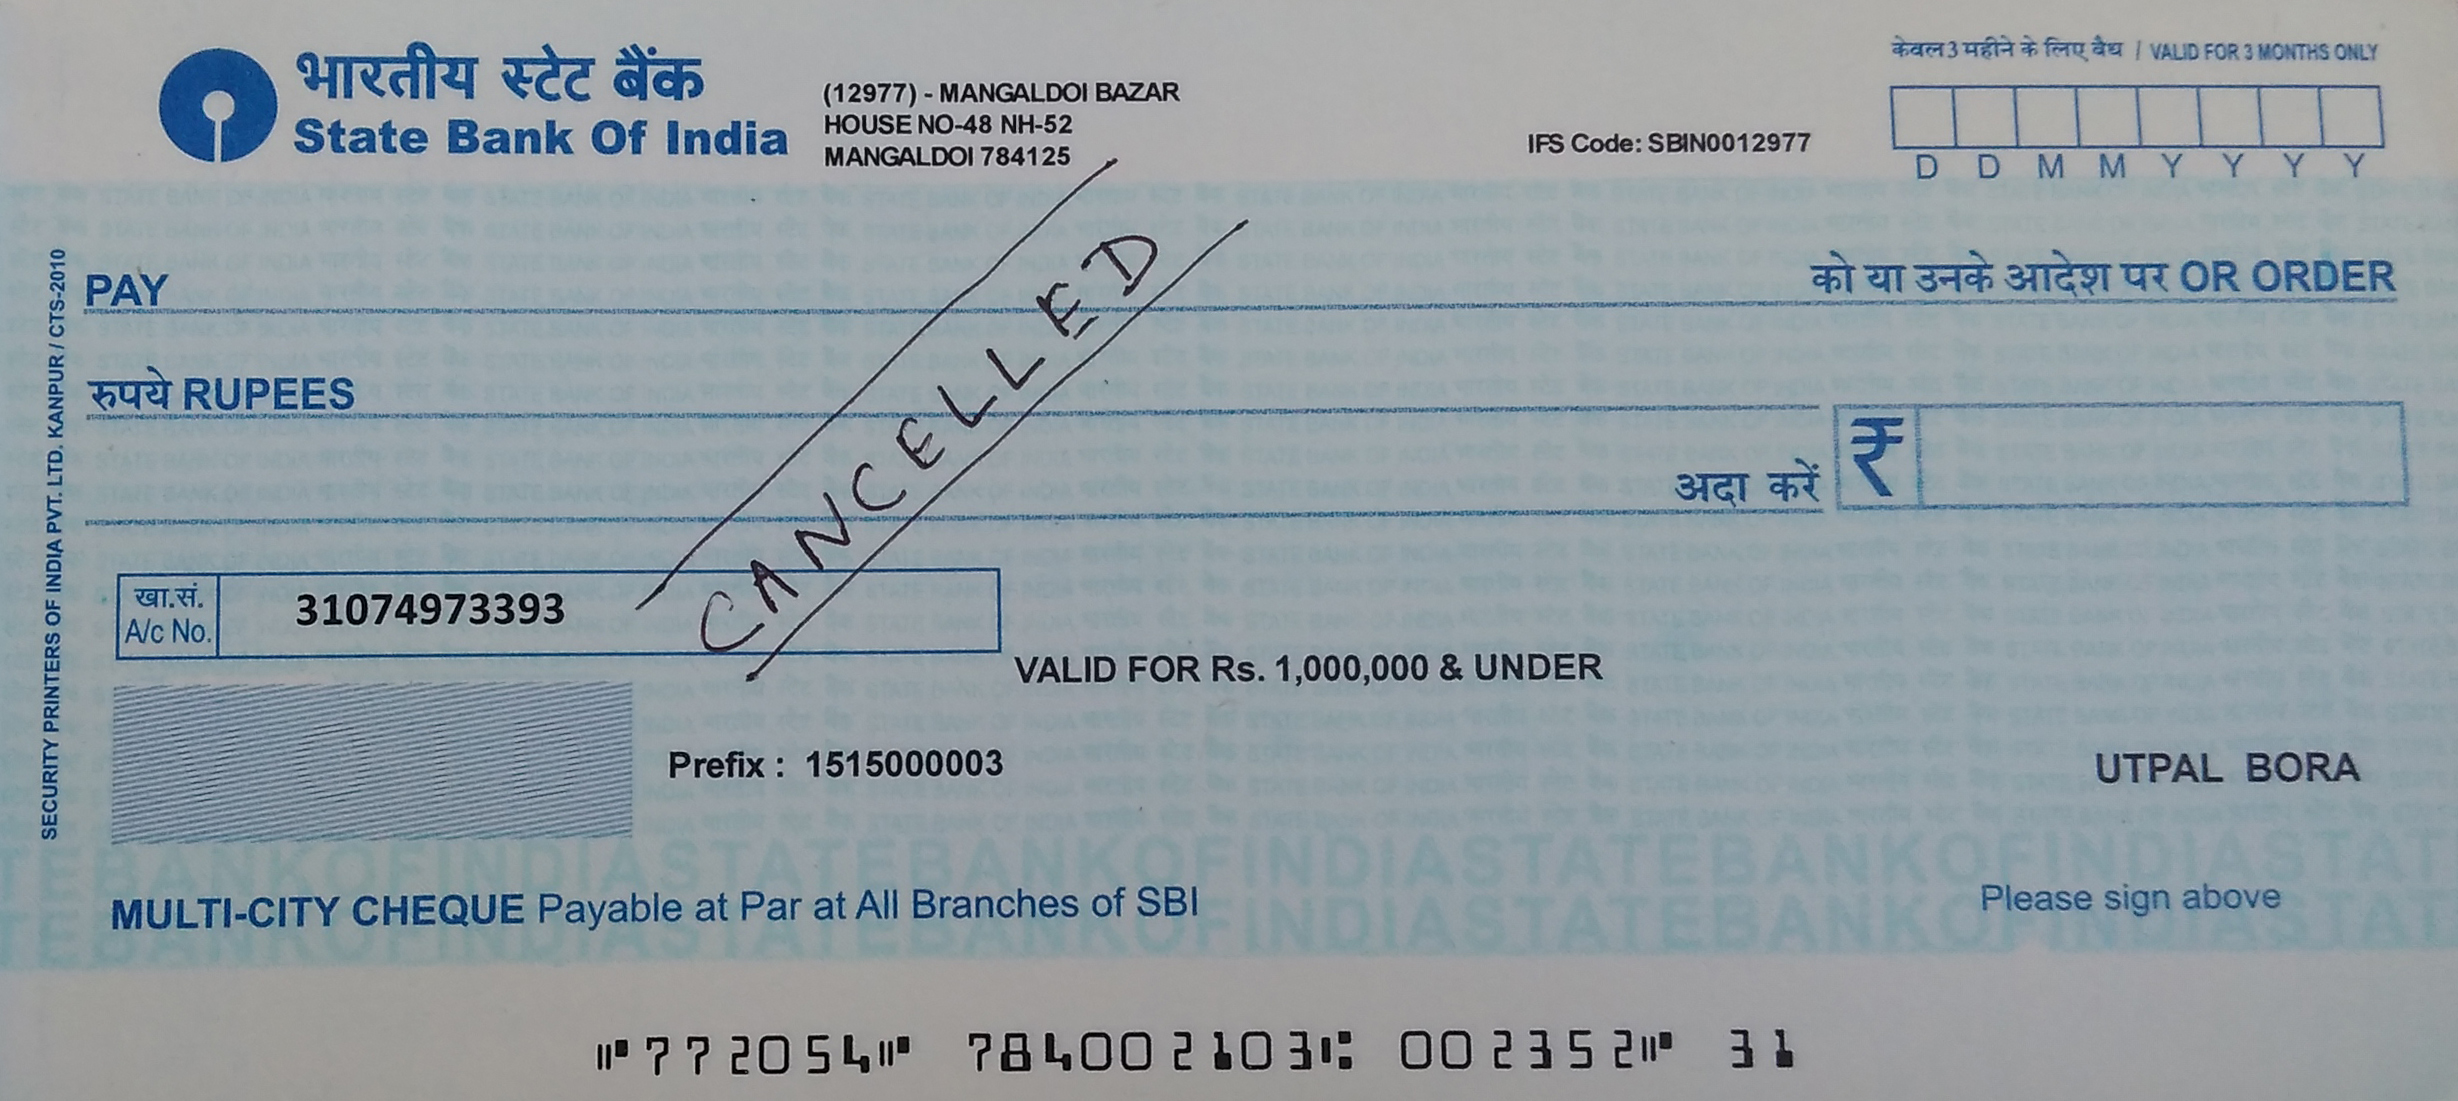 भारतीय स्टेट बैंक
State Bank Of India
(12977) - MANGALDOI BAZAR
HOUSE NO-48 NH-52
MANGALDOI 784125
IFS Code: SBIN0012977
केवल 3 महीने के लिए वैध / VALID FOR 3 MONTHS ONLY
D D M M Y Y Y Y
PAY
को या उनके आदेश पर OR ORDER
CANCELLED
रुपये RUPEES
अदा करें ₹
खा.सं.
A/c No.
31074973393
VALID FOR Rs. 1,000,000 & UNDER
Prefix : 1515000003
UTPAL BORA
MULTI-CITY CHEQUE Payable at Par at All Branches of SBI
Please sign above
SECURITY PRINTERS OF INDIA PVT. LTD. KANPUR / CTS-2010
TEBANKOFINDIASTATEBANKOFINDIASTATEBANKOFINDIASTAT
TEBANKOFINDIASTATEBANKOFINDIASTATEBANKOFINDIASTAT
⑈772054⑈ 784002103⑆ 002352⑈ 31